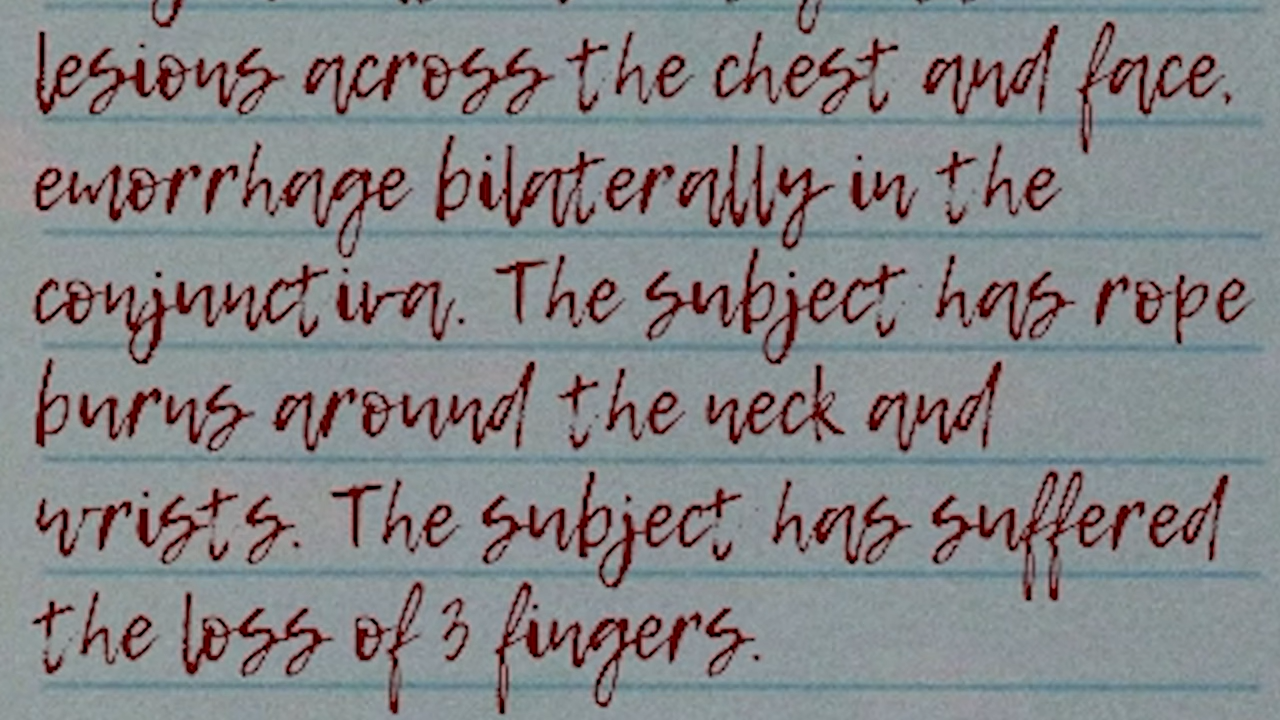 lesions across the chest and face.
emorrhage bilaterally in the
conjunctiva. The subject has rope
burns around the neck and
wrists. The subject has suffered
the loss of 3 fingers.